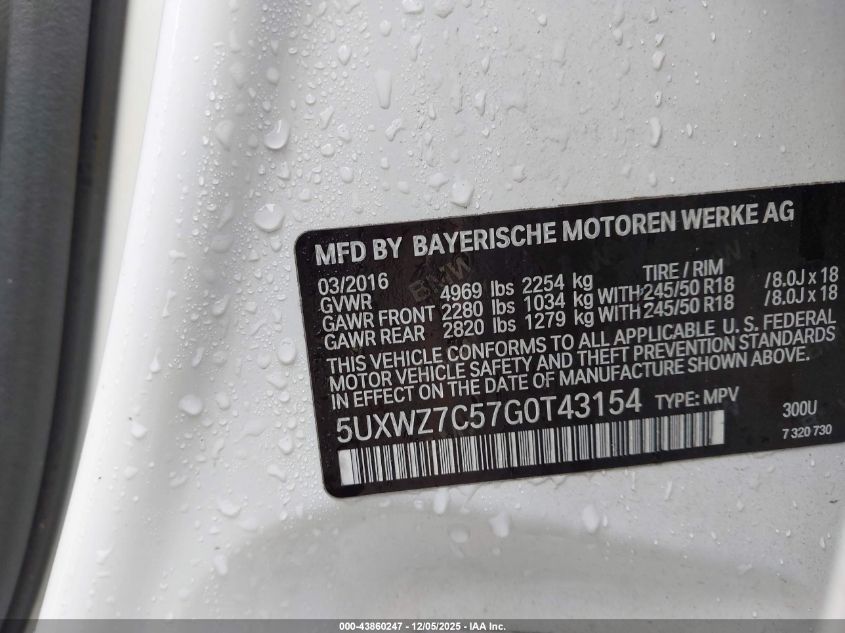 MFD BY BAYERISCHE MOTOREN WERKE AG
03/2016 TIRE / RIM
GVWR 4969 lbs 2254 kg
GAWR FRONT 2280 lbs 1034 kg WITH 245/50 R18 /8.0J x 18
GAWR REAR 2820 lbs 1279 kg WITH 245/50 R18 /8.0J x 18
THIS VEHICLE CONFORMS TO ALL APPLICABLE U. S. FEDERAL
MOTOR VEHICLE SAFETY AND THEFT PREVENTION STANDARDS
IN EFFECT ON THE DATE OF MANUFACTURE SHOWN ABOVE.
5UXWZ7C57G0T43154 TYPE: MPV 300U
7 320 730
BMW
000-43860247 - 12/05/2025 - IAA Inc.